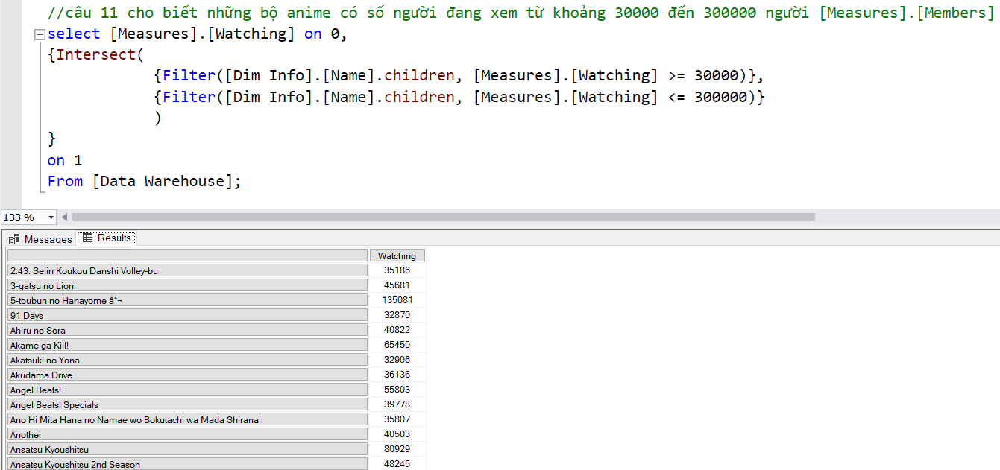 //câu 11 cho biết những bộ anime có số người đang xem từ khoảng 30000 đến 300000 người [Measures].[Members]
select [Measures].[Watching] on 0,
{Intersect(
{Filter([Dim Info].[Name].children, [Measures].[Watching] >= 30000)},
{Filter([Dim Info].[Name].children, [Measures].[Watching] <= 300000)}
)
}
on 1
From [Data Warehouse];
133 %
Messages Results
Watching
2.43: Seiin Koukou Danshi Volley-bu 35186
3-gatsu no Lion 45681
5-toubun no Hanayome âˆ¬ 135081
91 Days 32870
Ahiru no Sora 40822
Akame ga Kill! 65450
Akatsuki no Yona 32906
Akudama Drive 36136
Angel Beats! 55803
Angel Beats! Specials 39778
Ano Hi Mita Hana no Namae wo Bokutachi wa Mada Shiranai. 35807
Another 40503
Ansatsu Kyoushitsu 80929
Ansatsu Kyoushitsu 2nd Season 48245